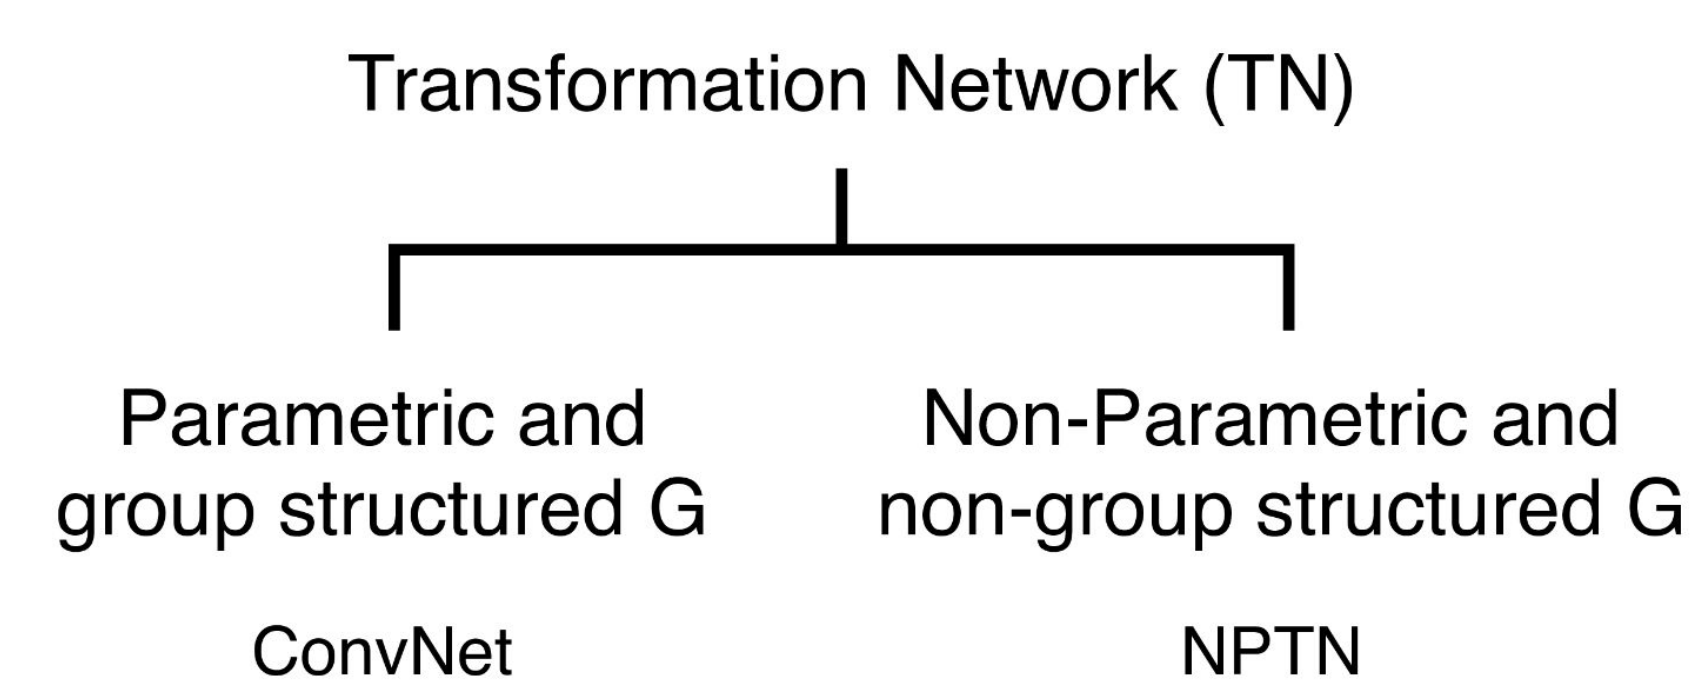 Transformation Network (TN)
Parametric and
group structured G
Non-Parametric and
non-group structured G
ConvNet
NPTN